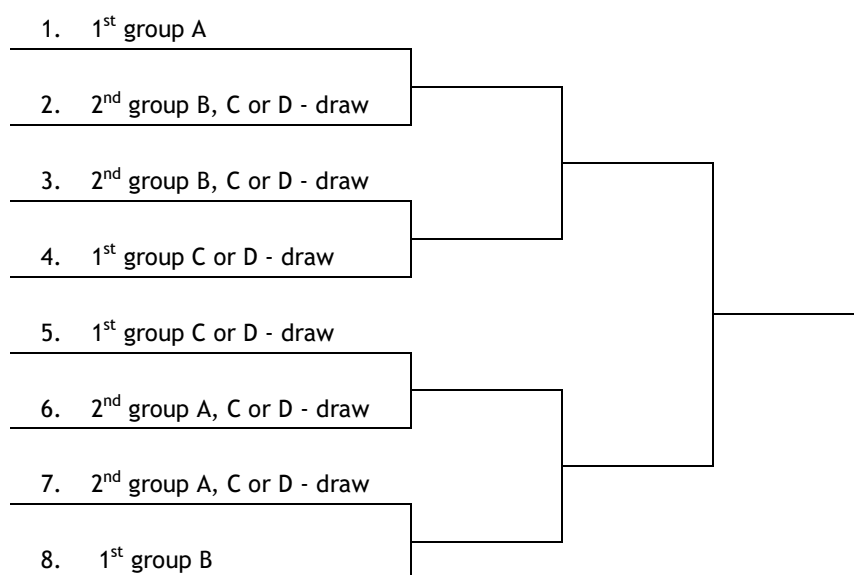 1. 1st group A
2. 2nd group B, C or D - draw
3. 2nd group B, C or D - draw
4. 1st group C or D - draw
5. 1st group C or D - draw
6. 2nd group A, C or D - draw
7. 2nd group A, C or D - draw
8. 1st group B